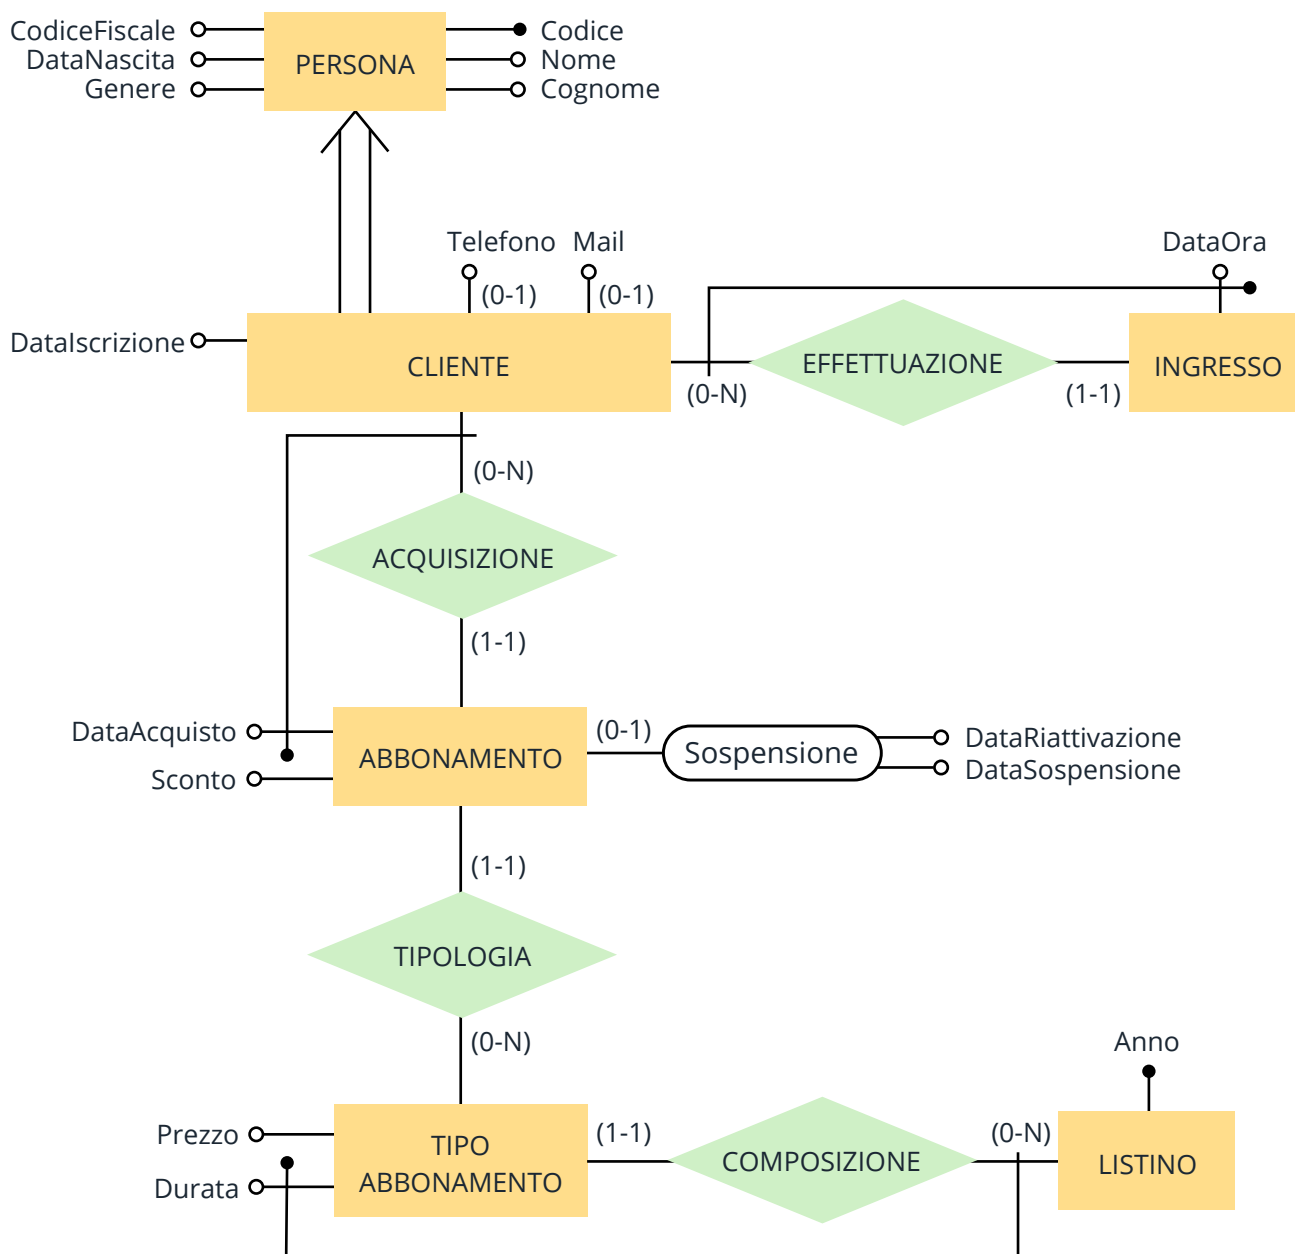 CodiceFiscale
DataNascita
Genere
PERSONA
Codice
Nome
Cognome
Telefono
Mail
DataOra
(0-1)
(0-1)
DataIscrizione
CLIENTE
EFFETTUAZIONE
INGRESSO
(0-N)
(1-1)
(0-N)
ACQUISIZIONE
(1-1)
DataAcquisto
Sconto
ABBONAMENTO
(0-1)
Sospensione
DataRiattivazione
DataSospensione
(1-1)
TIPOLOGIA
(0-N)
Anno
Prezzo
Durata
TIPO
ABBONAMENTO
(1-1)
COMPOSIZIONE
(0-N)
LISTINO